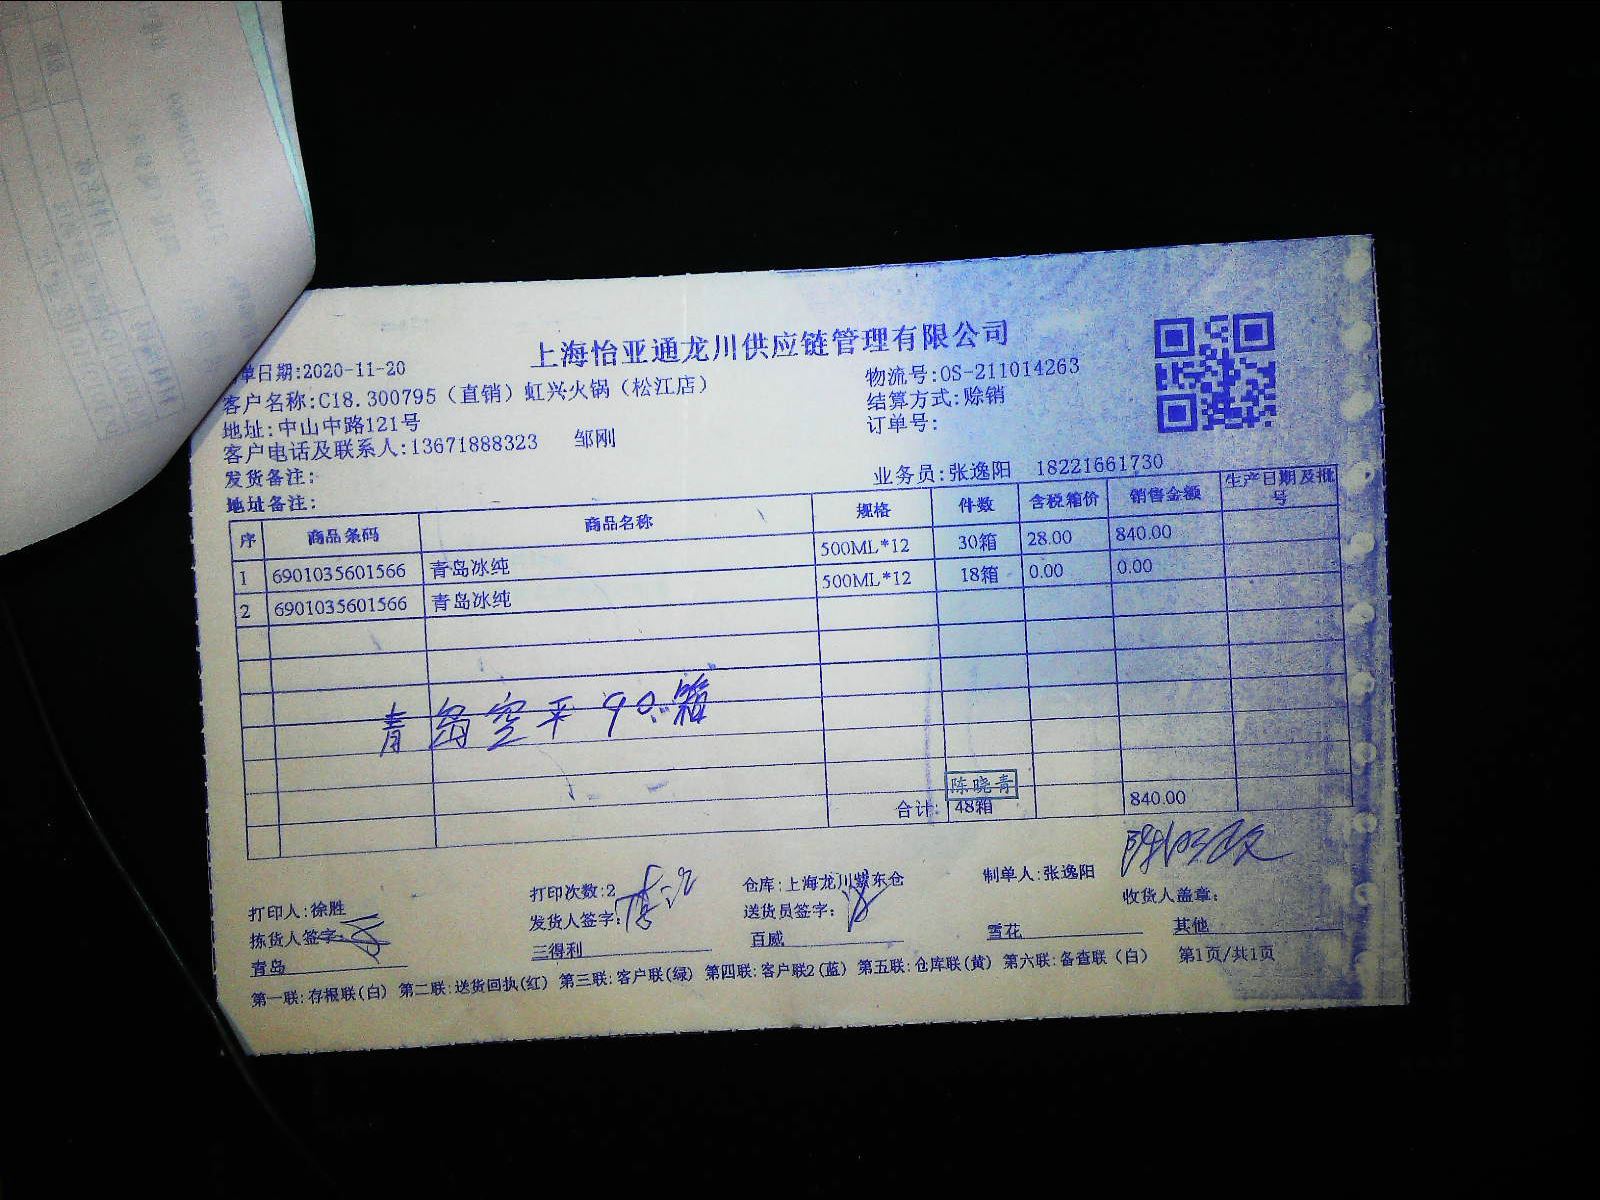 上海怡亚通龙川供应链管理有限公司
单日期:2020-11-20
物流号:OS-211014263
客户名称:C18.300795（直销）虹兴火锅（松江店）
结算方式:赊销
地址:中山中路121号
订单号:
客户电话及联系人:13671888323 邹刚
发货备注:
业务员:张逸阳 18221661730
地址备注:
序 商品条码 商品名称 规格 件数 含税箱价 销售金额 生产日期及批号
1 6901035601566 青岛冰纯 500ML*12 30箱 28.00 840.00
2 6901035601566 青岛冰纯 500ML*12 18箱 0.00 0.00
青岛空平90箱
陈晓青
合计: 48箱 840.00
打印人:徐胜 打印次数:2 仓库:上海龙川紫东仓 制单人:张逸阳
拣货人签字: 发货人签字: 送货员签字: 收货人盖章:
青岛 三得利 百威 雪花 其他
第一联:存根联(白) 第二联:送货回执(红) 第三联:客户联(绿) 第四联:客户联2(蓝) 第五联:仓库联(黄) 第六联:备查联（白） 第1页/共1页